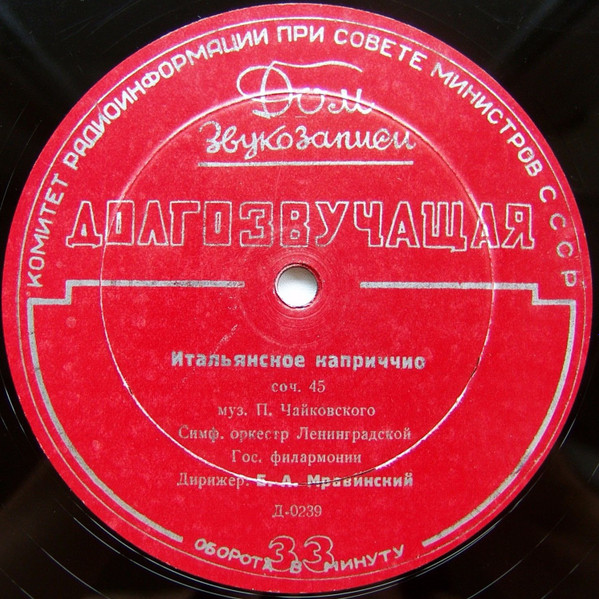 КОМИТЕТ РАДИОИНФОРМАЦИИ ПРИ СОВЕТЕ МИНИСТРОВ СССР
Дом
Звукозаписи
ДОЛГОЗВУЧАЩАЯ
Итальянское каприччио
соч. 45
муз. П. Чайковского
Симф. оркестр Ленинградской
Гос. филармонии
Дирижер: Е. А. Мравинский
Д-0239
33
ОБОРОТА В МИНУТУ